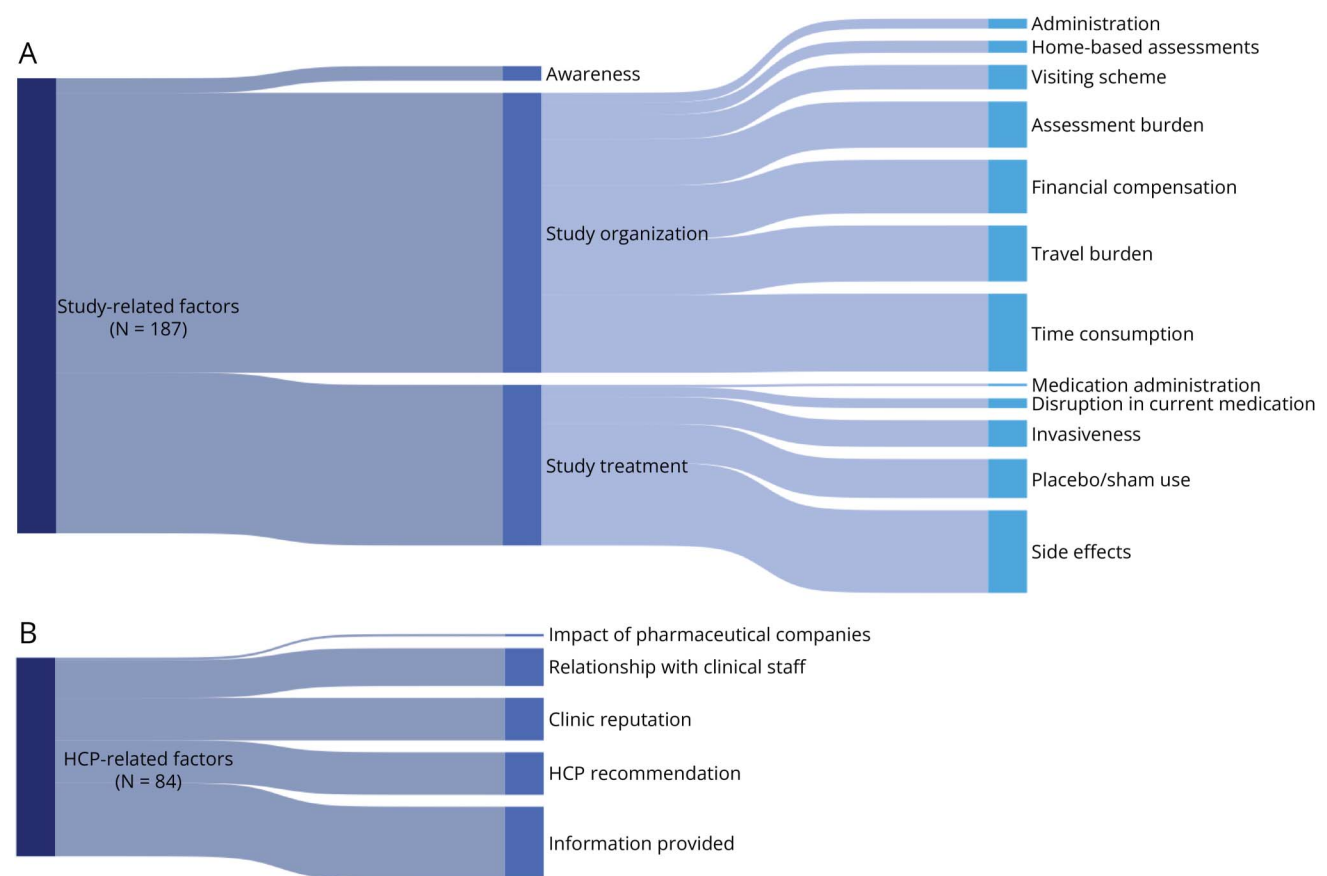 A
Administration
Home-based assessments
Visiting scheme
Awareness
Assessment burden
Financial compensation
Study organization
Travel burden
Study-related factors
(N = 187)
Time consumption
Medication administration
Disruption in current medication
Invasiveness
Study treatment
Placebo/sham use
Side effects
B
Impact of pharmaceutical companies
Relationship with clinical staff
Clinic reputation
HCP-related factors
(N = 84)
HCP recommendation
Information provided